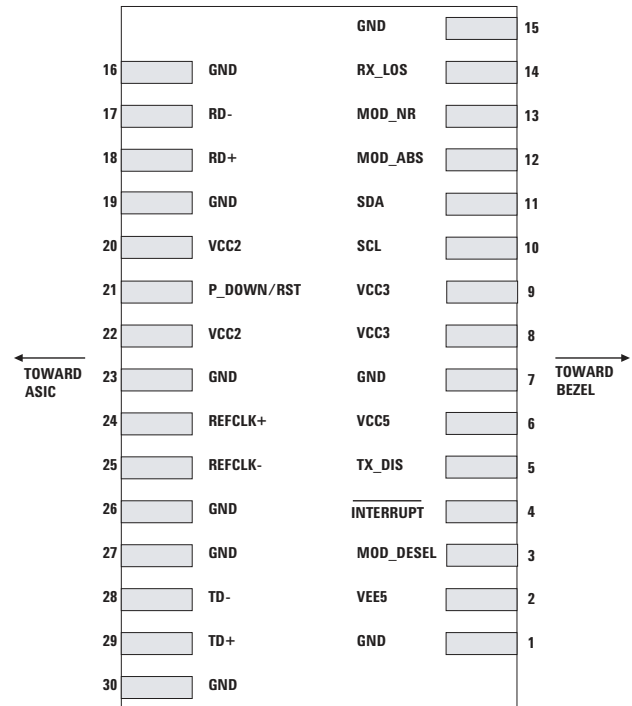 GND 15
16 GND RX_LOS 14
17 RD- MOD_NR 13
18 RD+ MOD_ABS 12
19 GND SDA 11
20 VCC2 SCL 10
21 P_DOWN/RST VCC3 9
22 VCC2 VCC3 8
TOWARD ASIC
23 GND GND 7
TOWARD BEZEL
24 REFCLK+ VCC5 6
25 REFCLK- TX_DIS 5
26 GND INTERRUPT 4
27 GND MOD_DESEL 3
28 TD- VEE5 2
29 TD+ GND 1
30 GND